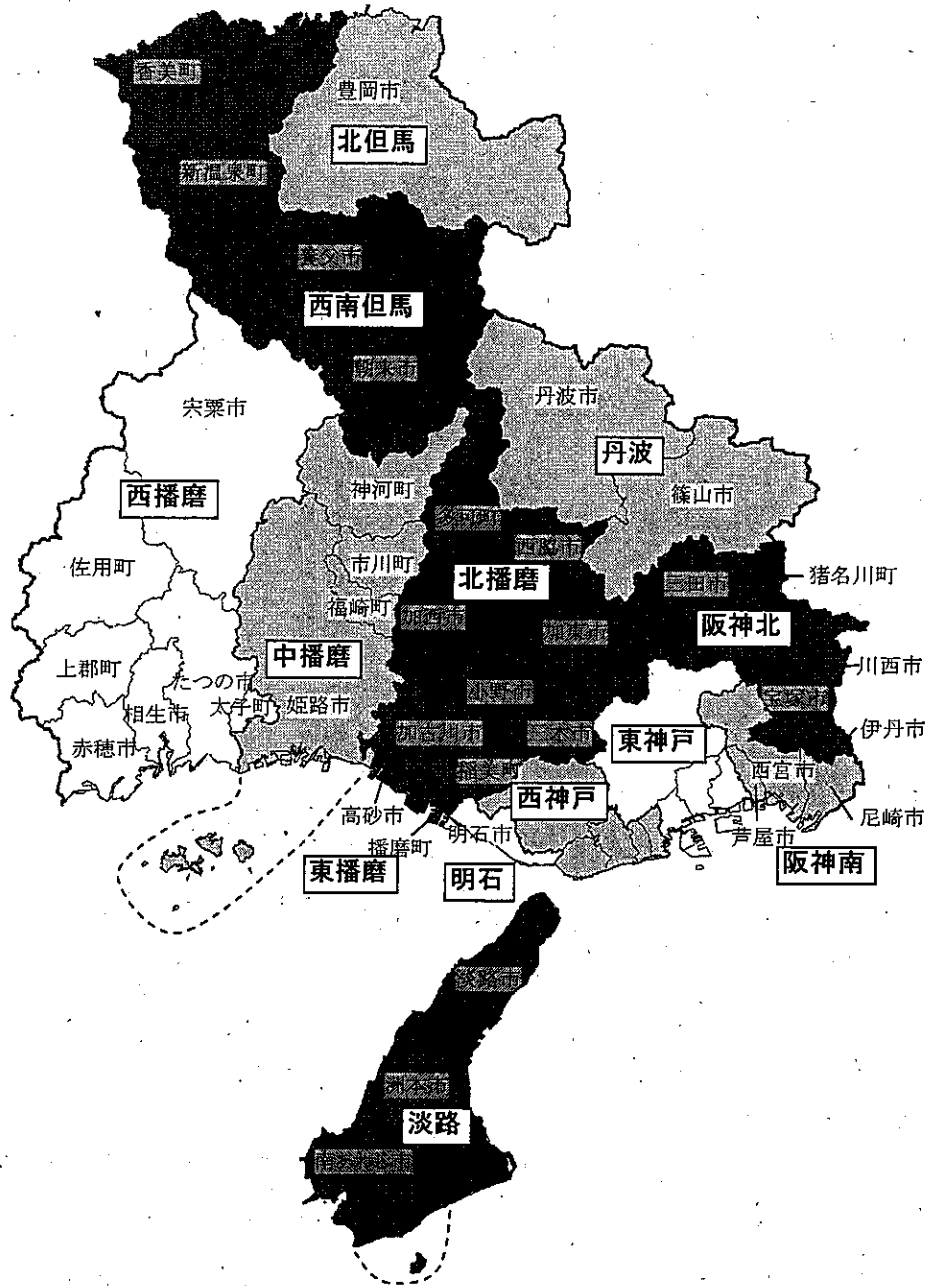 香美町
豊岡市
北但馬
新温泉町
養父市
西南但馬
朝来市
宍粟市
丹波市
丹波
篠山市
西播磨
神河町
多可町
西脇市
佐用町
市川町
北播磨
三田市
猪名川町
福崎町
加西市
加東市
阪神北
上郡町
中播磨
川西市
たつの市
小野市
宝塚市
相生市
太子町
姫路市
赤穂市
加古川市
三木市
東神戸
伊丹市
稲美町
西宮市
西神戸
高砂市
明石市
芦屋市
尼崎市
播磨町
東播磨
明石
阪神南
淡路市
洲本市
淡路
南あわじ市